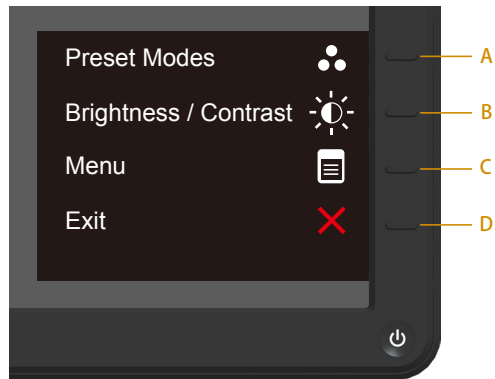 Preset Modes
A
Brightness / Contrast
B
Menu
C
Exit
D